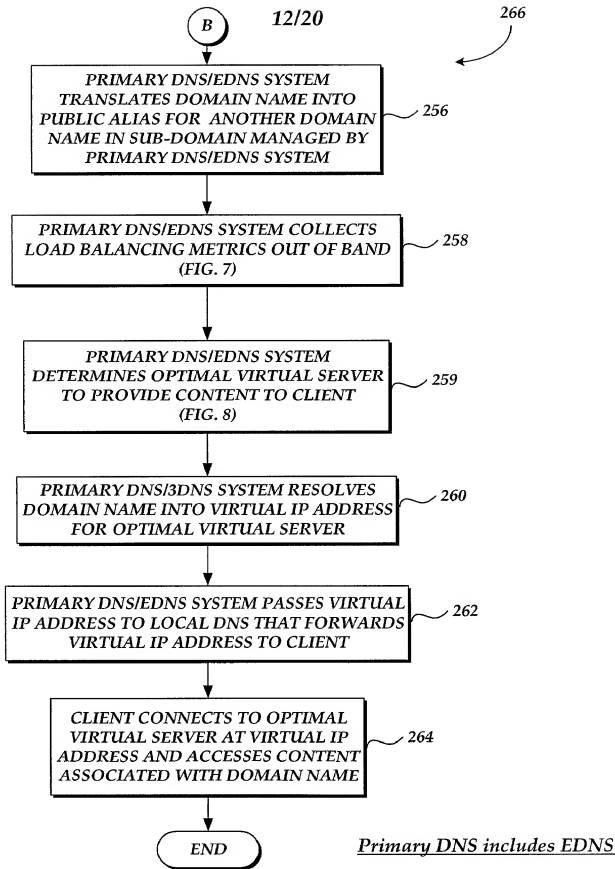 B
12/20
266
PRIMARY DNS/EDNS SYSTEM
TRANSLATES DOMAIN NAME INTO
PUBLIC ALIAS FOR ANOTHER DOMAIN
NAME IN SUB-DOMAIN MANAGED BY
PRIMARY DNS/EDNS SYSTEM
256
PRIMARY DNS/EDNS SYSTEM COLLECTS
LOAD BALANCING METRICS OUT OF BAND
(FIG. 7)
258
PRIMARY DNS/EDNS SYSTEM
DETERMINES OPTIMAL VIRTUAL SERVER
TO PROVIDE CONTENT TO CLIENT
(FIG. 8)
259
PRIMARY DNS/3DNS SYSTEM RESOLVES
DOMAIN NAME INTO VIRTUAL IP ADDRESS
FOR OPTIMAL VIRTUAL SERVER
260
PRIMARY DNS/EDNS SYSTEM PASSES VIRTUAL
IP ADDRESS TO LOCAL DNS THAT FORWARDS
VIRTUAL IP ADDRESS TO CLIENT
262
CLIENT CONNECTS TO OPTIMAL
VIRTUAL SERVER AT VIRTUAL IP
ADDRESS AND ACCESSES CONTENT
ASSOCIATED WITH DOMAIN NAME
264
END
Primary DNS includes EDNS